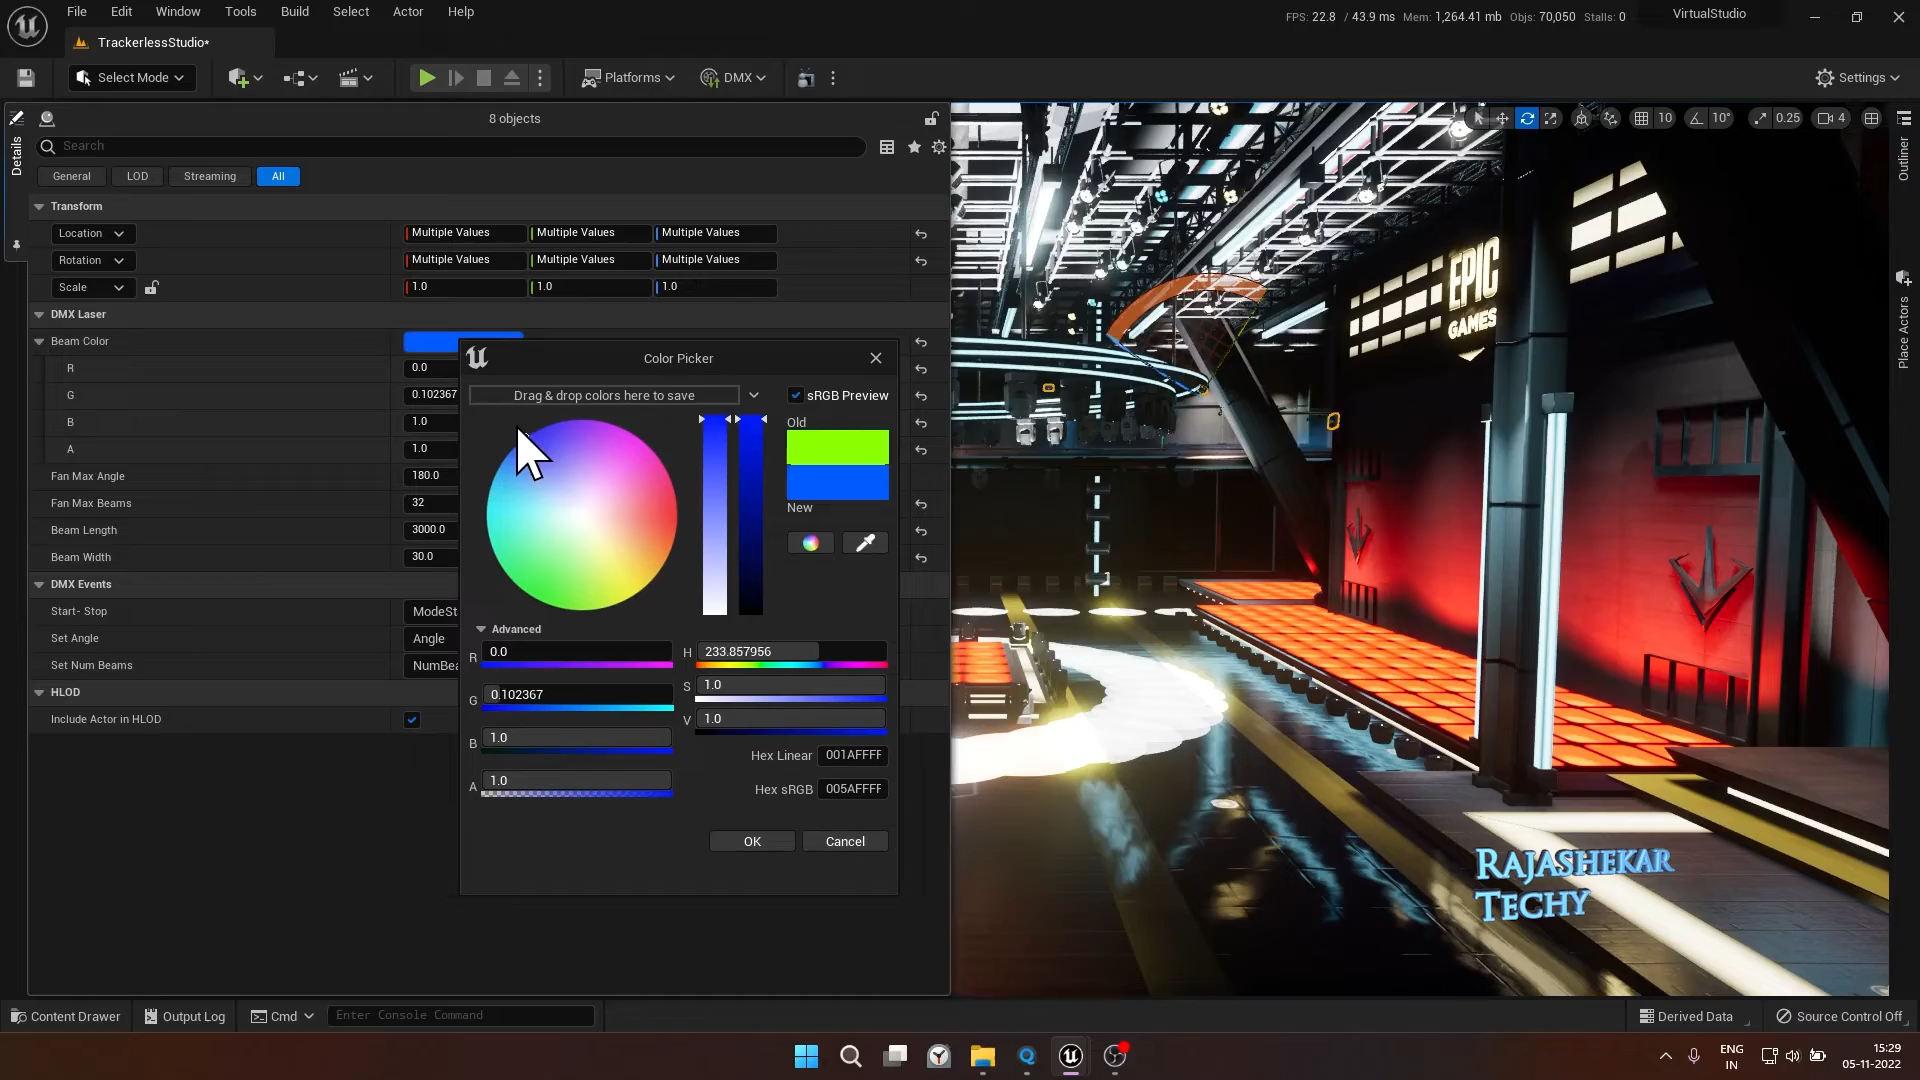 File Edit Window Tools Build Select Actor Help
FPS: 22.8 / 43.9 ms Mem: 1,264.41 mb Objs: 70,050 Stalls: 0
VirtualStudio
TrackerlessStudio*
Select Mode
Platforms
DMX
Settings
Details
8 objects
Search
General LOD Streaming All
Transform
Location Multiple Values Multiple Values Multiple Values
Rotation Multiple Values Multiple Values Multiple Values
Scale 1.0 1.0 1.0
DMX Laser
Beam Color
R 0.0
G 0.102367
B 1.0
A 1.0
Fan Max Angle 180.0
Fan Max Beams 32
Beam Length 3000.0
Beam Width 30.0
DMX Events
Start- Stop ModeSt
Set Angle Angle
Set Num Beams NumBea
HLOD
Include Actor in HLOD
Color Picker
Drag & drop colors here to save
sRGB Preview
Old
New
Advanced
R 0.0
G 0.102367
B 1.0
A 1.0
H 233.857956
S 1.0
V 1.0
Hex Linear 001AFFFF
Hex sRGB 005AFFFF
OK Cancel
10 10° 0.25 4
Outliner
Place Actors
EPIC
GAMES
RAJASHEKAR
TECHY
Content Drawer Output Log Cmd Enter Console Command
Derived Data Source Control Off
ENG
IN
15:29
05-11-2022